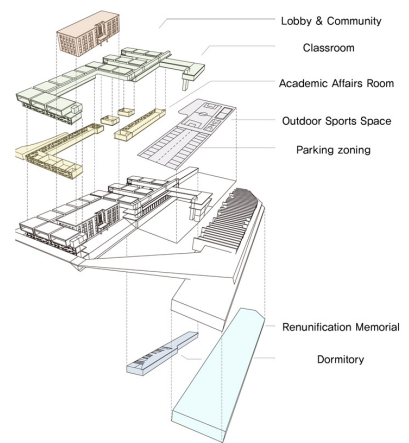 Lobby & Community
Classroom
Academic Affairs Room
Outdoor Sports Space
Parking zoning
Renunification Memorial
Dormitory